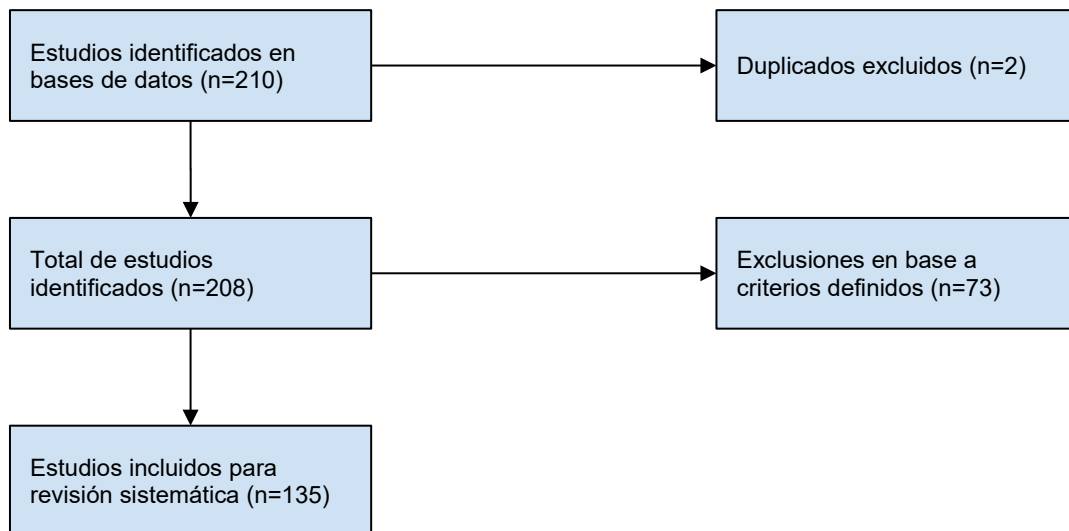 Estudios identificados en
bases de datos (n=210)
Duplicados excluidos (n=2)
Total de estudios
identificados (n=208)
Exclusiones en base a
criterios definidos (n=73)
Estudios incluidos para
revisión sistemática (n=135)